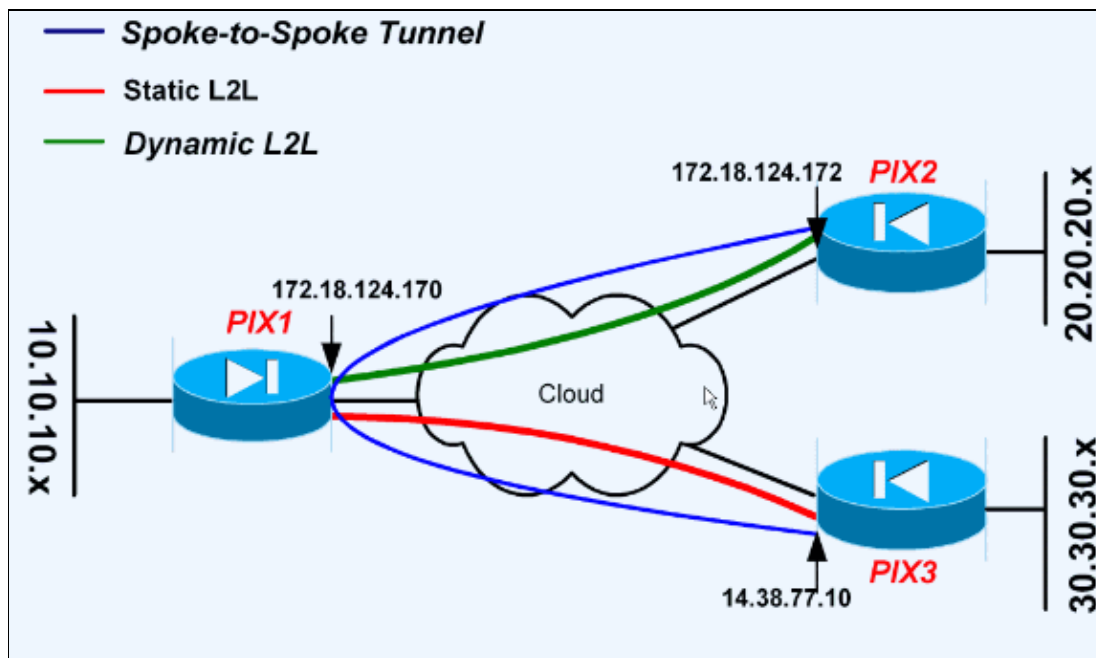 Spoke-to-Spoke Tunnel
Static L2L
Dynamic L2L
172.18.124.172
PIX2
20.20.20.x
172.18.124.170
PIX1
10.10.10.x
Cloud
14.38.77.10
PIX3
30.30.30.x